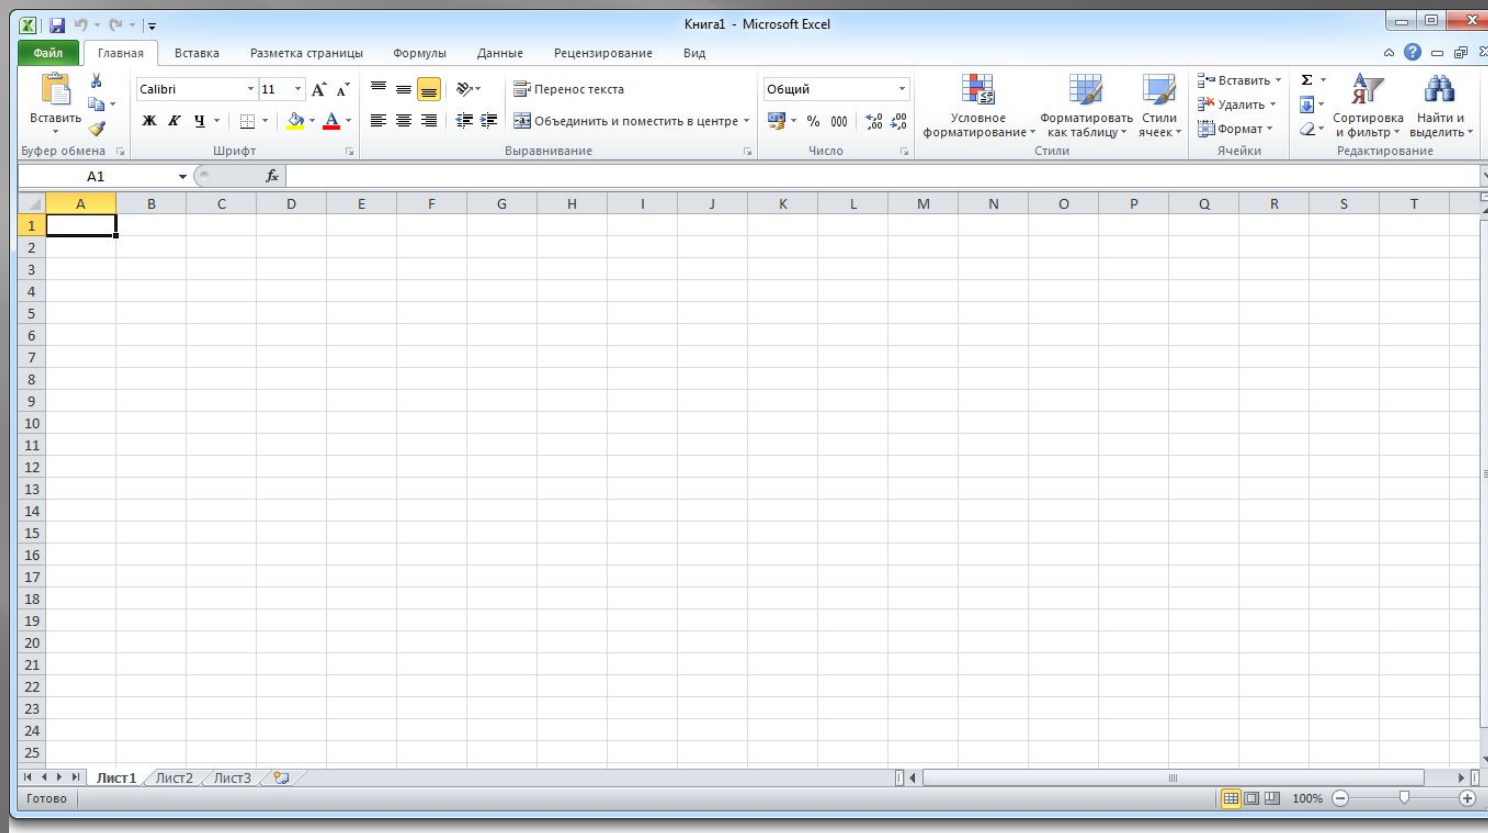 Книга1 - Microsoft Excel
Файл Главная Вставка Разметка страницы Формулы Данные Рецензирование Вид
Calibri 11 Перенос текста Общий Вставить Σ
Вставить Условное форматирование Форматировать как таблицу Стили ячеек Удалить Сортировка и фильтр Найти и выделить
Ж К Ч А Объединить и поместить в центре % 000 Формат
Буфер обмена Шрифт Выравнивание Число Стили Ячейки Редактирование
A1 fx
A B C D E F G H I J K L M N O P Q R S T
1
2
3
4
5
6
7
8
9
10
11
12
13
14
15
16
17
18
19
20
21
22
23
24
25
Лист1 Лист2 Лист3
Готово 100%